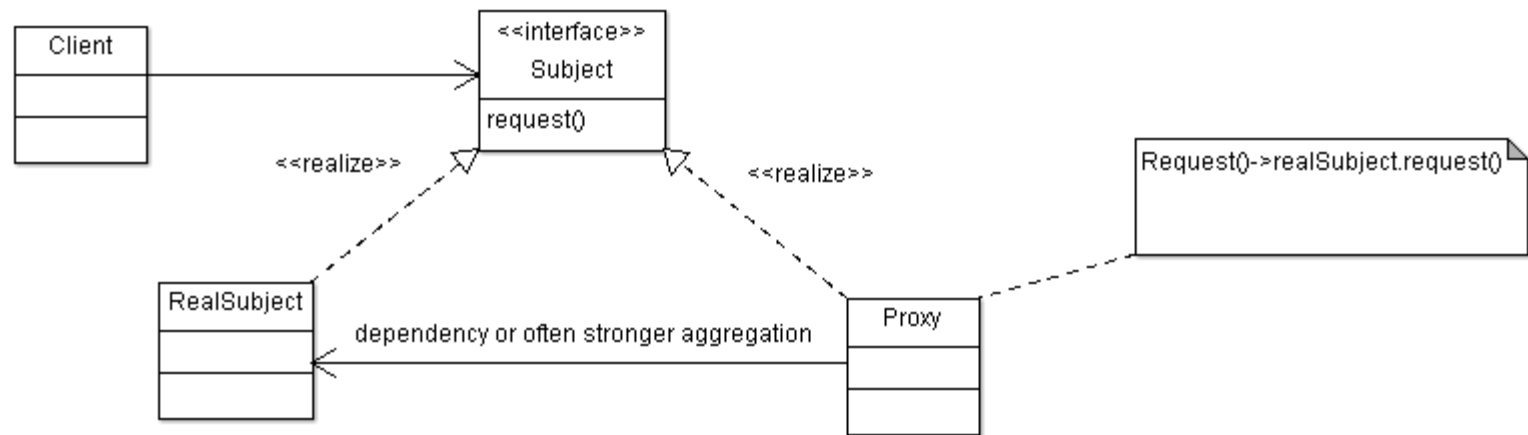 Client
<<interface>>
Subject
request()
<<realize>>
<<realize>>
Request()->realSubject.request()
RealSubject
dependency or often stronger aggregation
Proxy